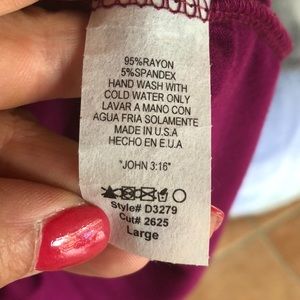 95%RAYON
5%SPANDEX
HAND WASH WITH
COLD WATER ONLY
LAVAR A MANO CON
AGUA FRIA SOLAMENTE
MADE IN U.S.A
HECHO EN E.U.A
"JOHN 3:16"
Style# D3279
Cut# 2625
Large